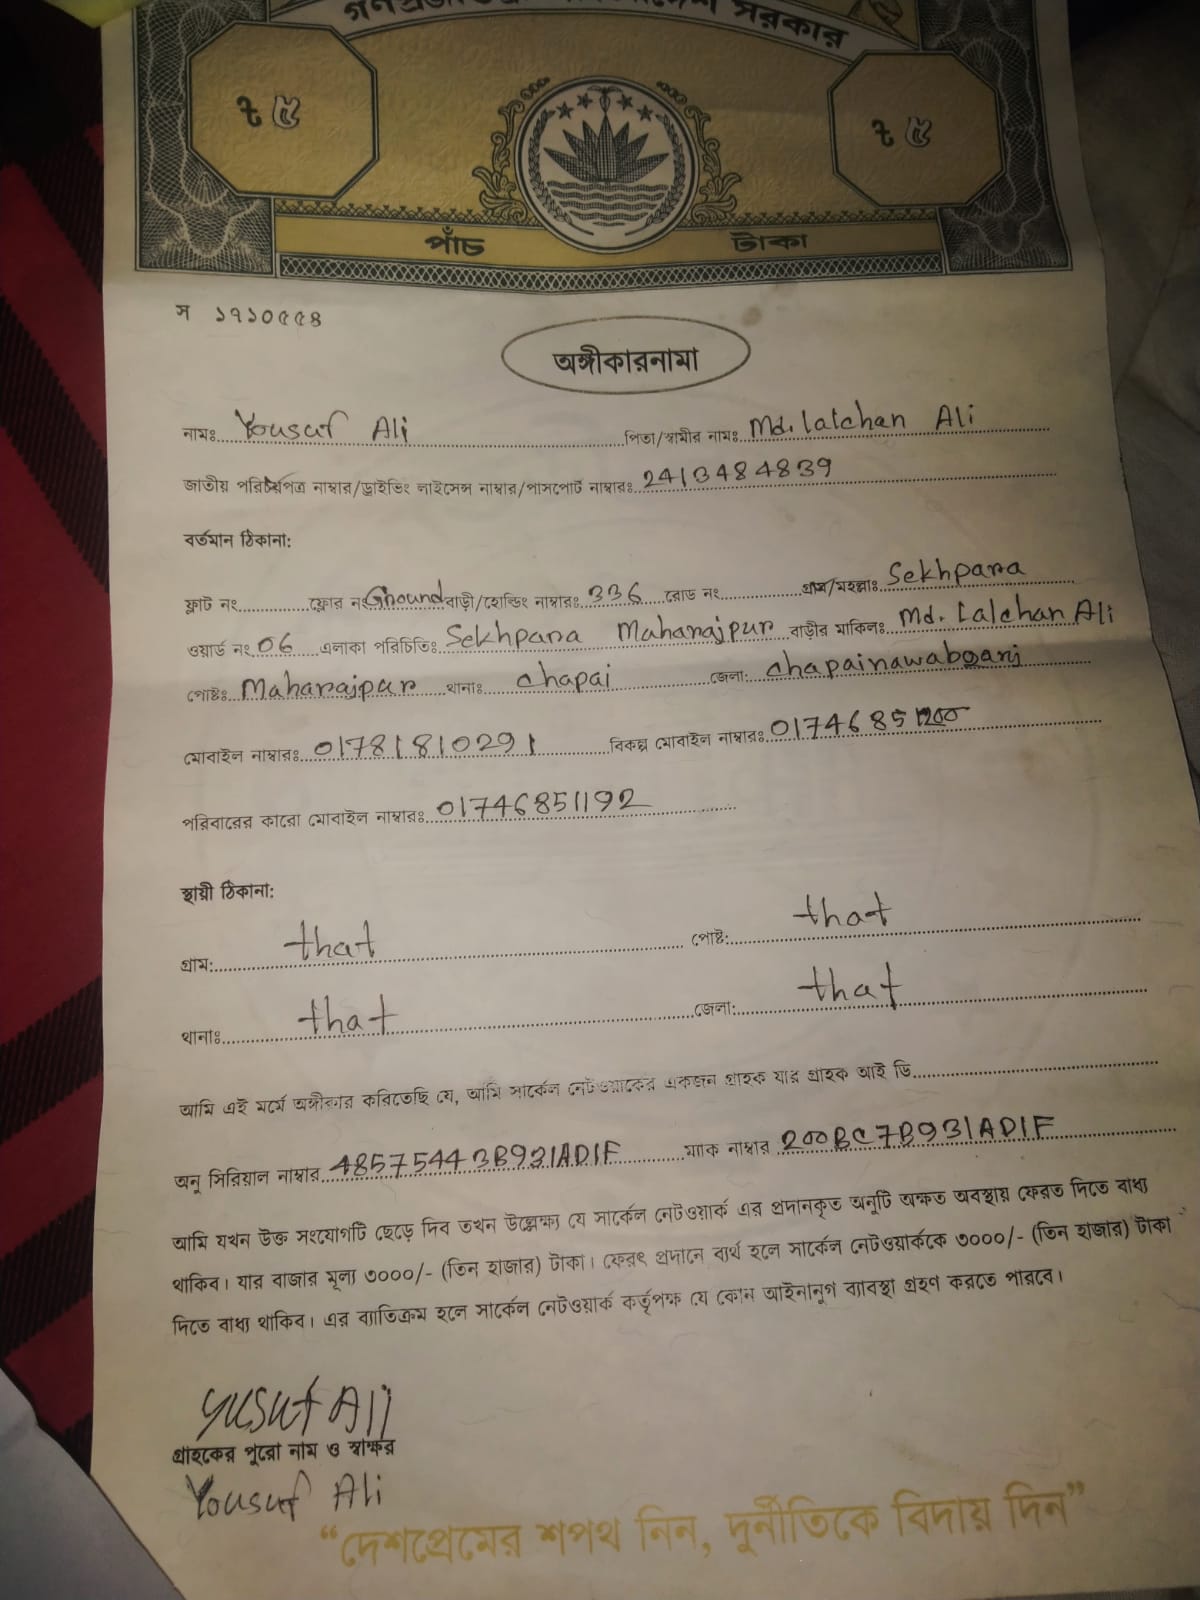 গণপ্রজাতন্ত্রী বাংলাদেশ সরকার
৳ ৫ ৳ ৫
পাঁচ টাকা
স ১৭১০৫৫৪
অঙ্গীকারনামা
নামঃ Yousuf Ali পিতা/স্বামীর নামঃ Md. Lalchan Ali
জাতীয় পরিচয়পত্র নাম্বার/ড্রাইভিং লাইসেন্স নাম্বার/পাসপোর্ট নাম্বারঃ 2413484839
বর্তমান ঠিকানা:
ফ্লাট নং ফ্লোর নং Ground বাড়ী/হোল্ডিং নাম্বারঃ 336 রোড নং গ্রাম/মহল্লাঃ Sekhpara
ওয়ার্ড নং 06 এলাকা পরিচিতিঃ Sekhpara Maharajpur বাড়ীর মালিকঃ Md. Lalchan Ali
পোষ্টঃ Maharajpur থানাঃ chapai জেলা: chapainawabganj
মোবাইল নাম্বারঃ 01781810291 বিকল্প মোবাইল নাম্বারঃ 01746851200
পরিবারের কারো মোবাইল নাম্বারঃ 01746851192
স্থায়ী ঠিকানা:
গ্রাম: that পোষ্ট: that
থানাঃ that জেলা: that
আমি এই মর্মে অঙ্গীকার করিতেছি যে, আমি সার্কেল নেটওয়ার্কের একজন গ্রাহক যার গ্রাহক আই ডি
অনু সিরিয়াল নাম্বার 485754433B931AD1F ম্যাক নাম্বার 200BC7B931AD1F
আমি যখন উক্ত সংযোগটি ছেড়ে দিব তখন উল্লেক্ষ্য যে সার্কেল নেটওয়ার্ক এর প্রদানকৃত অনুটি অক্ষত অবস্থায় ফেরত দিতে বাধ্য
থাকিব। যার বাজার মূল্য ৩০০০/- (তিন হাজার) টাকা। ফেরৎ প্রদানে ব্যর্থ হলে সার্কেল নেটওয়ার্ককে ৩০০০/- (তিন হাজার) টাকা
দিতে বাধ্য থাকিব। এর ব্যাতিক্রম হলে সার্কেল নেটওয়ার্ক কর্তৃপক্ষ যে কোন আইনানুগ ব্যাবস্থা গ্রহণ করতে পারবে।
Yusuf Ali
গ্রাহকের পুরো নাম ও স্বাক্ষর
Yousuf Ali
“দেশপ্রেমের শপথ নিন, দুর্নীতিকে বিদায় দিন”